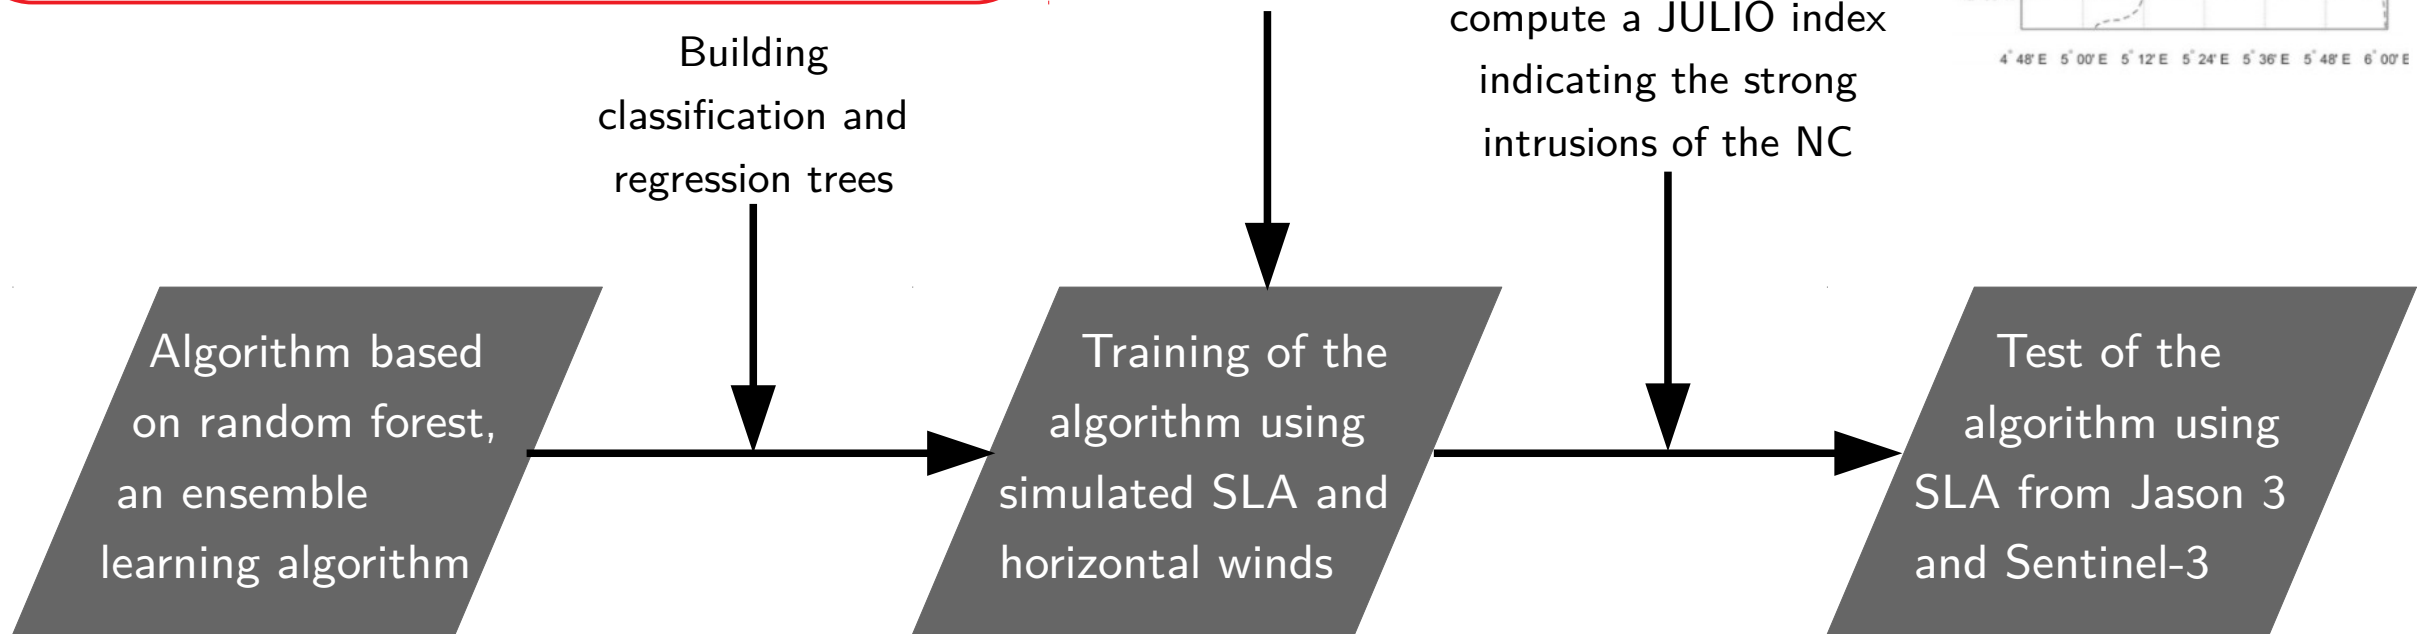 compute a JULIO index
indicating the strong
intrusions of the NC
4°48'E 5°00'E 5°12'E 5°24'E 5°36'E 5°48'E 6°00'E
Building
classification and
regression trees
Algorithm based
on random forest,
an ensemble
learning algorithm
Training of the
algorithm using
simulated SLA and
horizontal winds
Test of the
algorithm using
SLA from Jason 3
and Sentinel-3